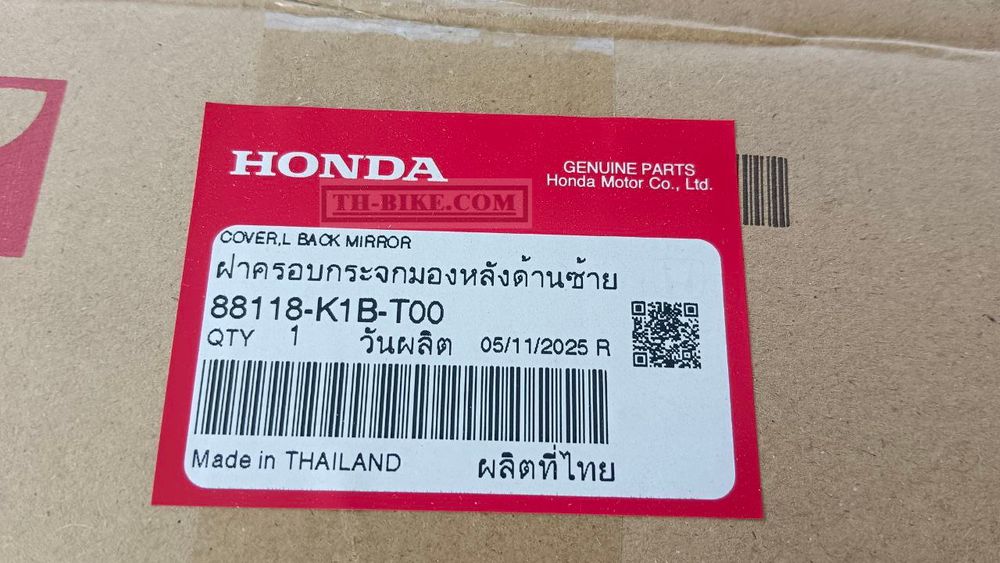 HONDA
GENUINE PARTS
Honda Motor Co., Ltd.
TH-BIKE.COM
COVER,L BACK MIRROR
ฝาครอบกระจกมองหลังด้านซ้าย
88118-K1B-T00
QTY 1 วันผลิต 05/11/2025 R
Made in THAILAND ผลิตที่ไทย